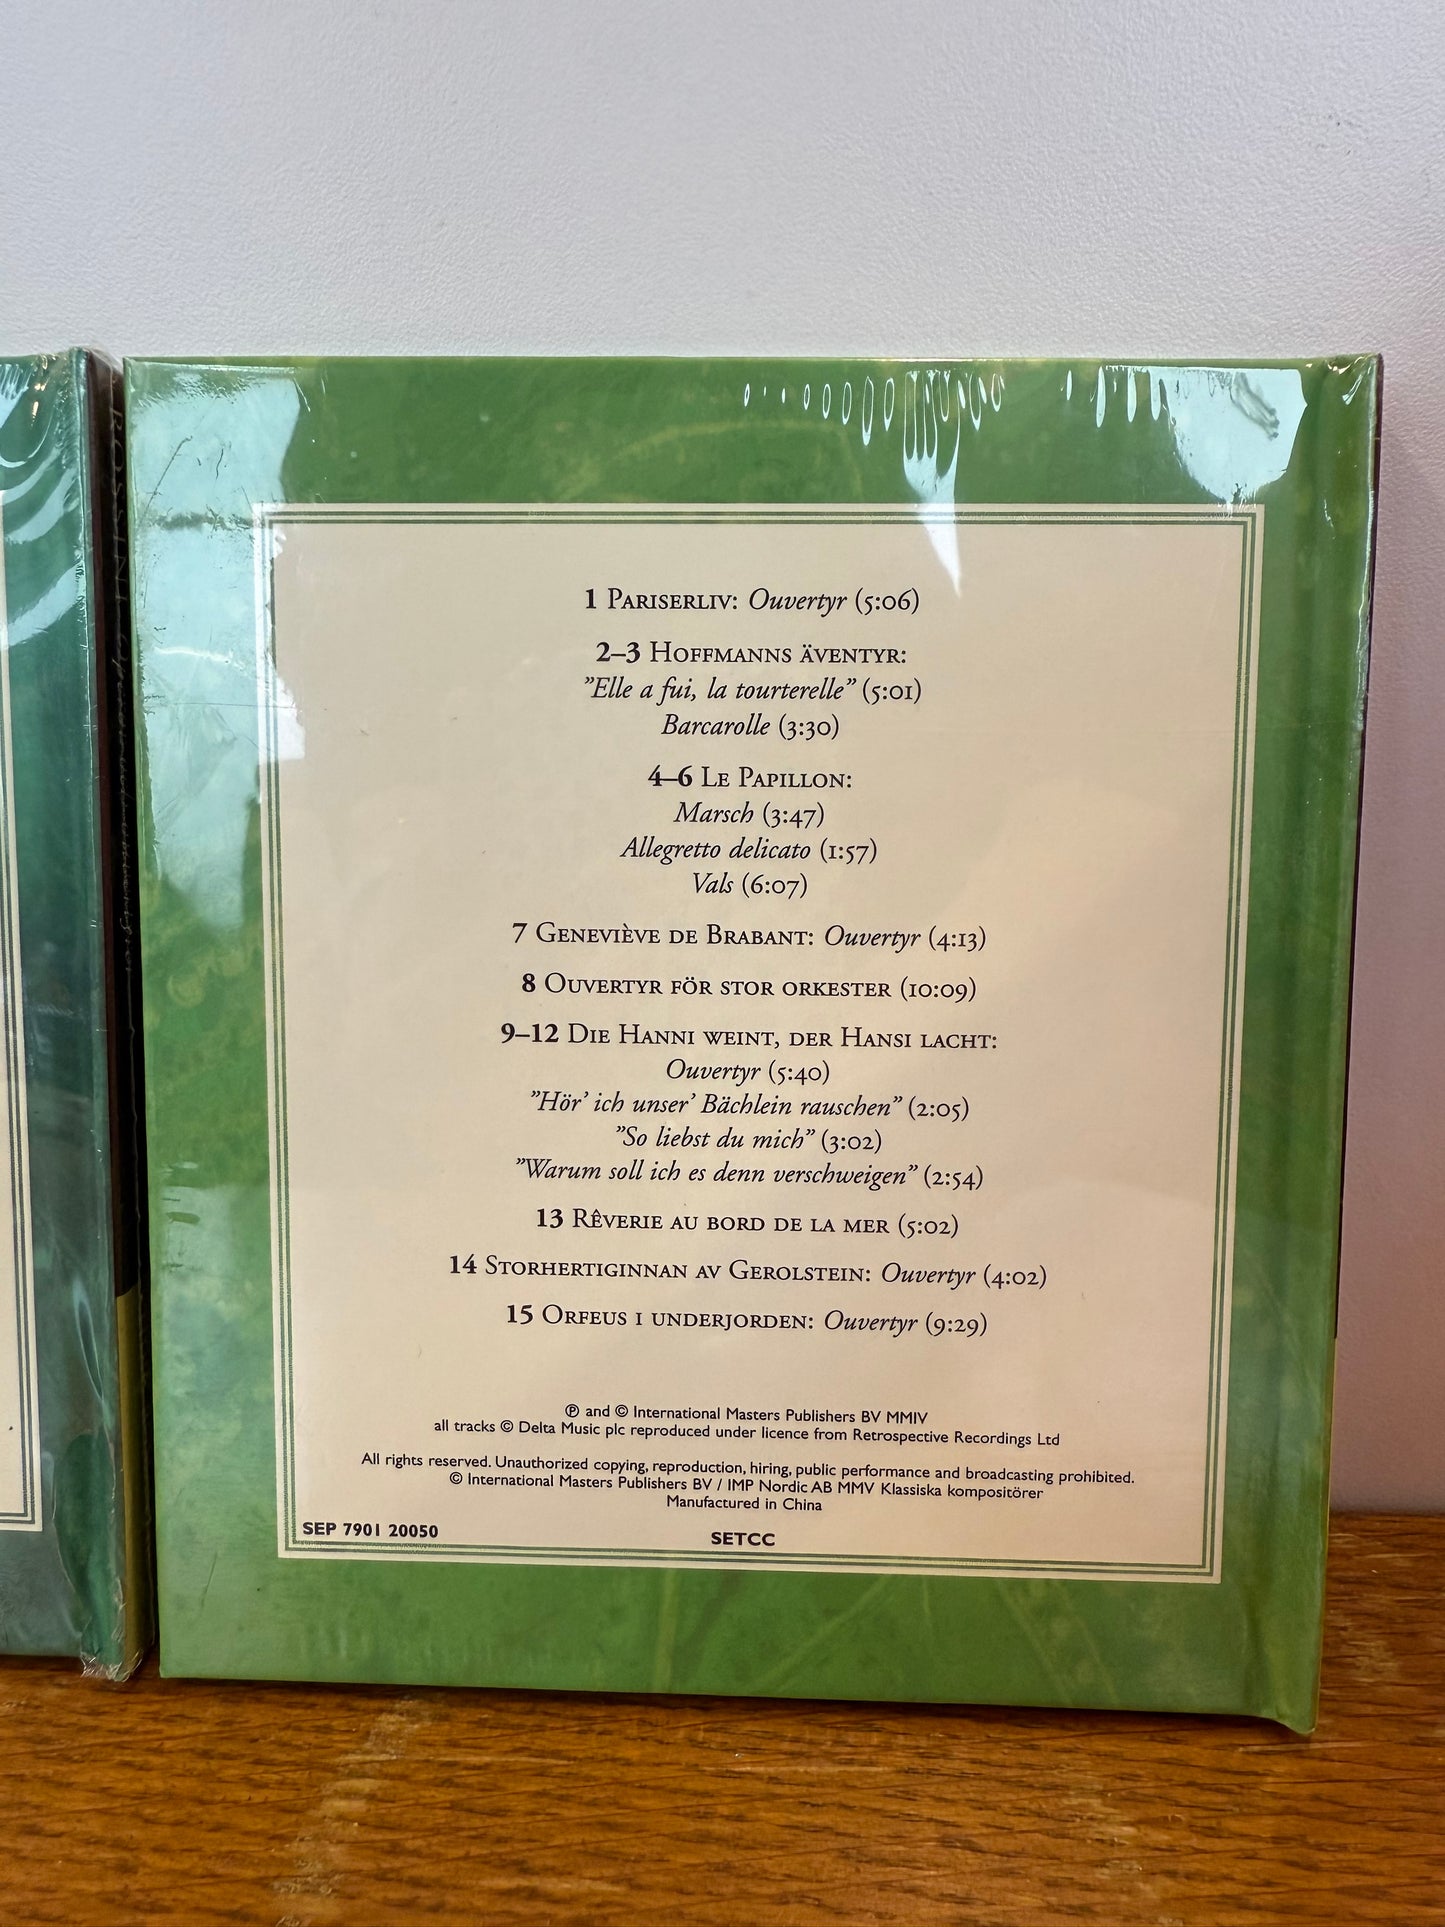 ROSSINI
1 Pariserliv: Ouvertyr (5:06)
2–3 Hoffmanns äventyr:
”Elle a fui, la tourterelle” (5:01)
Barcarolle (3:30)
4–6 Le Papillon:
Marsch (3:47)
Allegretto delicato (1:57)
Vals (6:07)
7 Geneviève de Brabant: Ouvertyr (4:13)
8 Ouvertyr för stor orkester (10:09)
9–12 Die Hanni weint, der Hansi lacht:
Ouvertyr (5:40)
”Hör’ ich unser’ Bächlein rauschen” (2:05)
”So liebst du mich” (3:02)
”Warum soll ich es denn verschweigen” (2:54)
13 Rêverie au bord de la mer (5:02)
14 Storhertiginnan av Gerolstein: Ouvertyr (4:02)
15 Orfeus i underjorden: Ouvertyr (9:29)
℗ and © International Masters Publishers BV MMIV
all tracks © Delta Music plc reproduced under licence from Retrospective Recordings Ltd
All rights reserved. Unauthorized copying, reproduction, hiring, public performance and broadcasting prohibited.
© International Masters Publishers BV / IMP Nordic AB MMV Klassiska kompositörer
Manufactured in China
SEP 7901 20050
SETCC